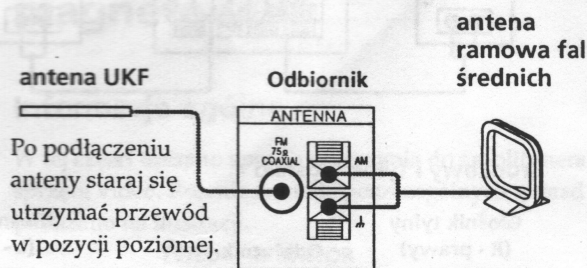 antena
ramowa fal
średnich
antena UKF
Odbiornik
ANTENNA
FM
75Ω
COAXIAL
AM
Po podłączeniu
anteny staraj się
utrzymać przewód
w pozycji poziomej.